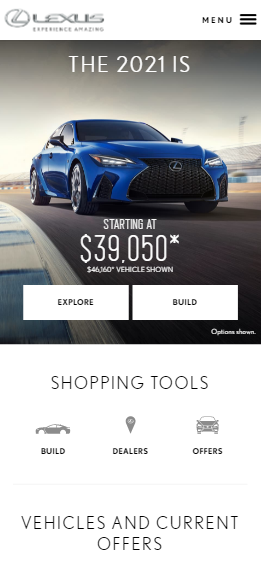 LEXUS
EXPERIENCE AMAZING
MENU
THE 2021 IS
STARTING AT
$39,050*
$46,160* VEHICLE SHOWN
EXPLORE
BUILD
Options shown.
SHOPPING TOOLS
BUILD
DEALERS
OFFERS
VEHICLES AND CURRENT
OFFERS